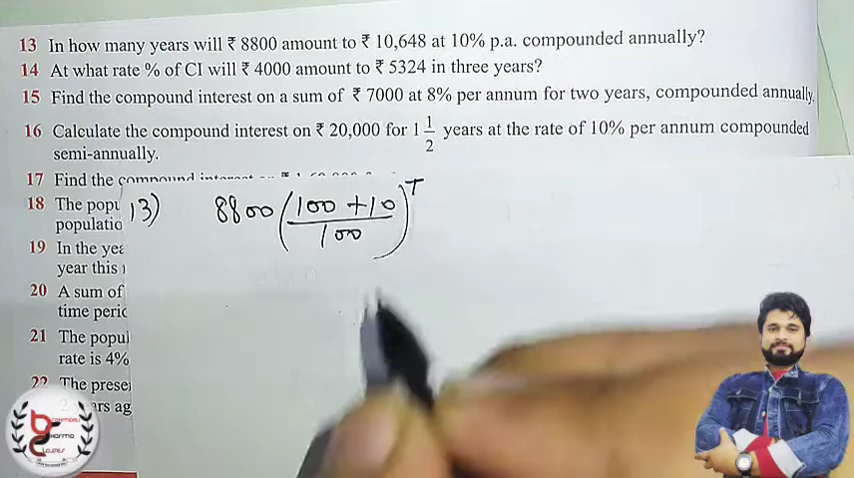 13 In how many years will ₹ 8800 amount to ₹ 10,648 at 10% p.a. compounded annually?
14 At what rate % of CI will ₹ 4000 amount to ₹ 5324 in three years?
15 Find the compound interest on a sum of ₹ 7000 at 8% per annum for two years, compounded annually.
16 Calculate the compound interest on ₹ 20,000 for 1 1/2 years at the rate of 10% per annum compounded
semi-annually.
17 Find the compound interest on ₹
18 The popu
populatio
13) 8800 (100 + 10 / 100)^T
19 In the yea
year this
20 A sum of
time perio
21 The popul
rate is 4%
22 The prese
ars ag